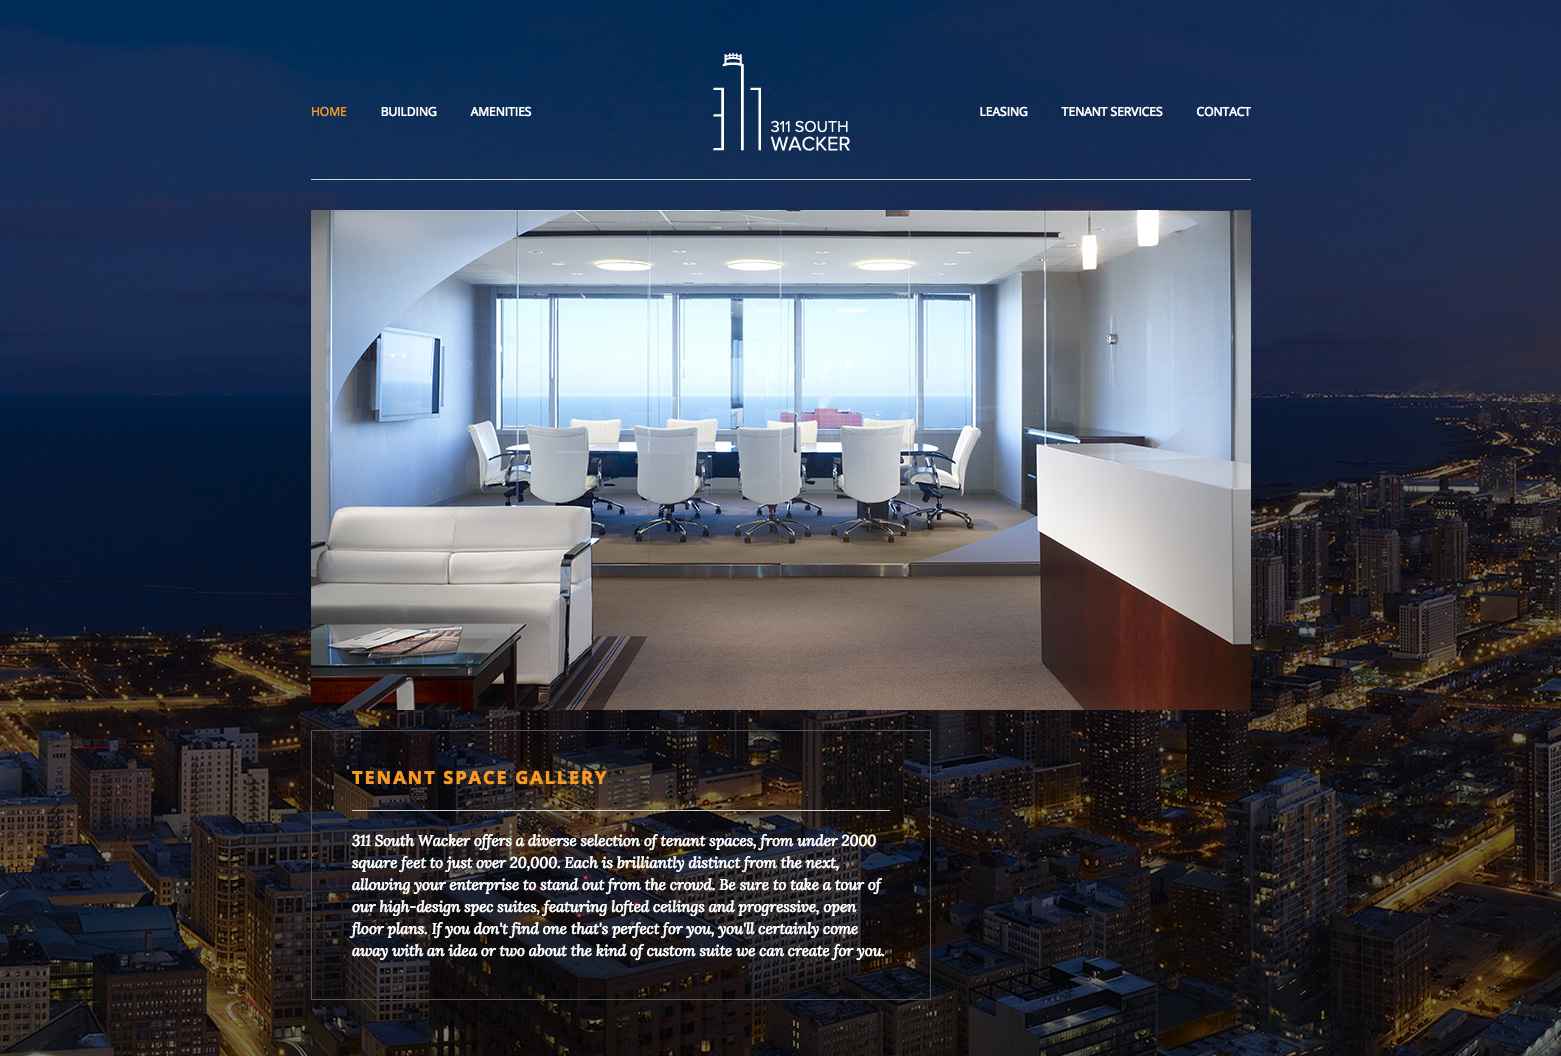 HOME BUILDING AMENITIES
311 SOUTH
WACKER
LEASING TENANT SERVICES CONTACT
TENANT SPACE GALLERY
311 South Wacker offers a diverse selection of tenant spaces, from under 2000
square feet to just over 20,000. Each is brilliantly distinct from the next,
allowing your enterprise to stand out from the crowd. Be sure to take a tour of
our high-design spec suites, featuring lofted ceilings and progressive, open
floor plans. If you don't find one that's perfect for you, you'll certainly come
away with an idea or two about the kind of custom suite we can create for you.